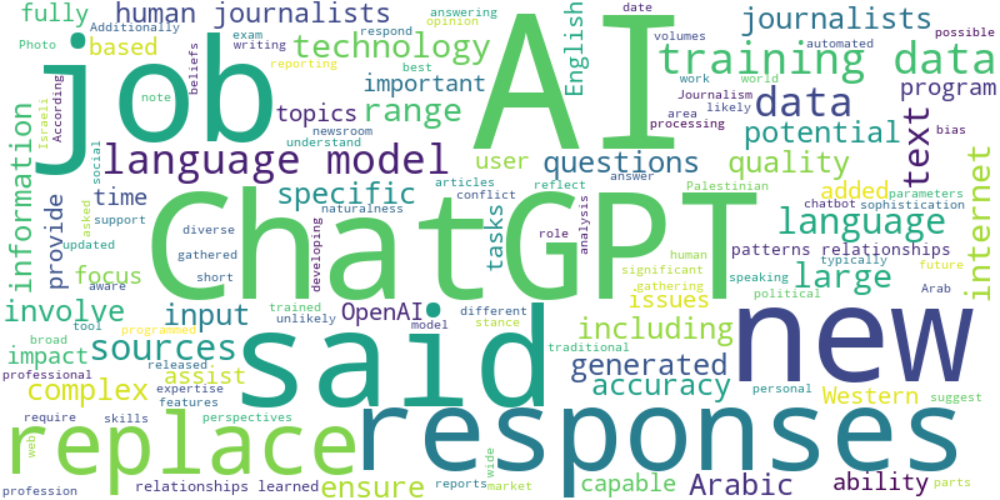 fully
Additionally
human journalists
answering
opinion
respond
English
date
journalists
possible
Photo
based
exam
writing
reporting
technology
best
important
volumes
automated
training data
job
AI
According
Israeli
note
beliefs
topics
range
newsroom
understand
work
world
Journalism
likely
area
processing
data
program
potential
text
bias
information
social
language model
user
questions
quality
answer
articles
reflect
conflict
Palestinian
added
parameters
chatbot
sophistication
internet
provide
time
support
specific
naturalness
tasks
role
analysis
language
asked
updated
diverse
gathered
short
developing
ChatGPT
human
significant
gathering
issues
patterns relationships
speaking
typically
political
large
future
Arab
focus
aware
involve
tool
programmed
input
trained
unlikely
OpenAI
model
different
stance
including
traditional
new
broad
impact
sources
released
assist
said
generated
accuracy
personal
Western
suggest
professional
complex
expertise
features
require
skills
perspectives
replace
responses
web
wide
profession
relationships learned
ensure
reports
market
capable
Arabic
ability
parts